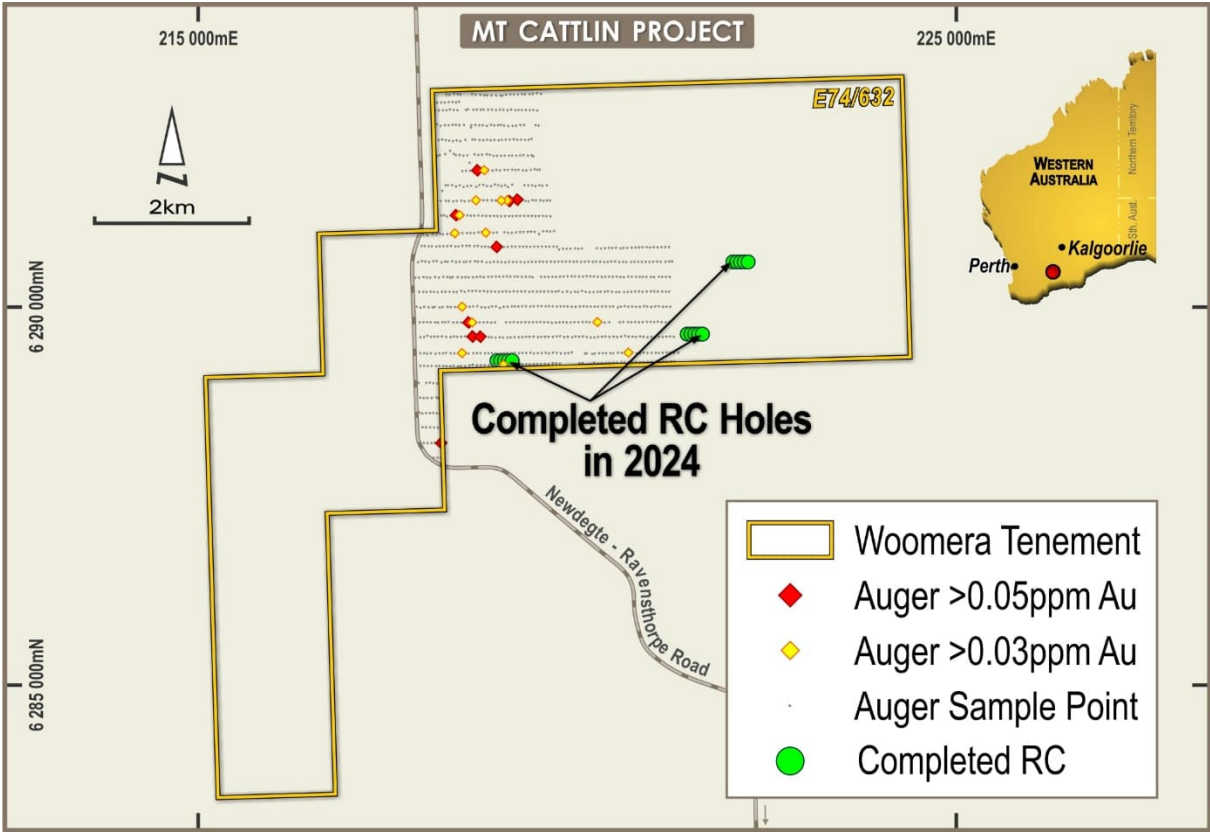 MT CATTLIN PROJECT
215 000mE
225 000mE
E74/632
N
2km
WESTERN
AUSTRALIA
Northern Territory
Sth. Aust.
Kalgoorlie
Perth
6 290 000mN
Completed RC Holes
in 2024
Newdegte - Ravensthorpe Road
6 285 000mN
Woomera Tenement
Auger >0.05ppm Au
Auger >0.03ppm Au
Auger Sample Point
Completed RC